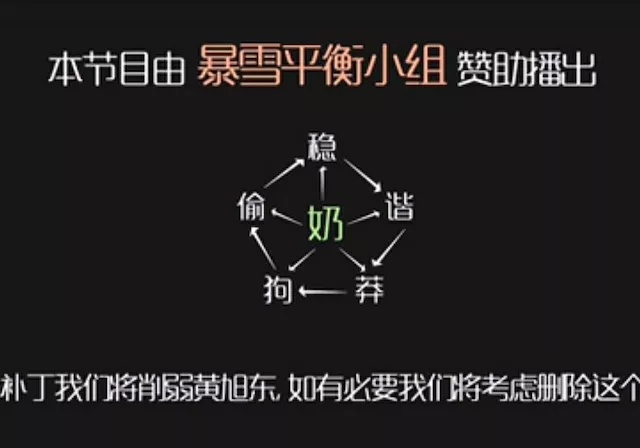 本节目由 暴雪平衡小组 赞助播出
稳
偷
谐
奶
狗
莽
补丁我们将削弱黄旭东,如有必要我们将考虑删除这个